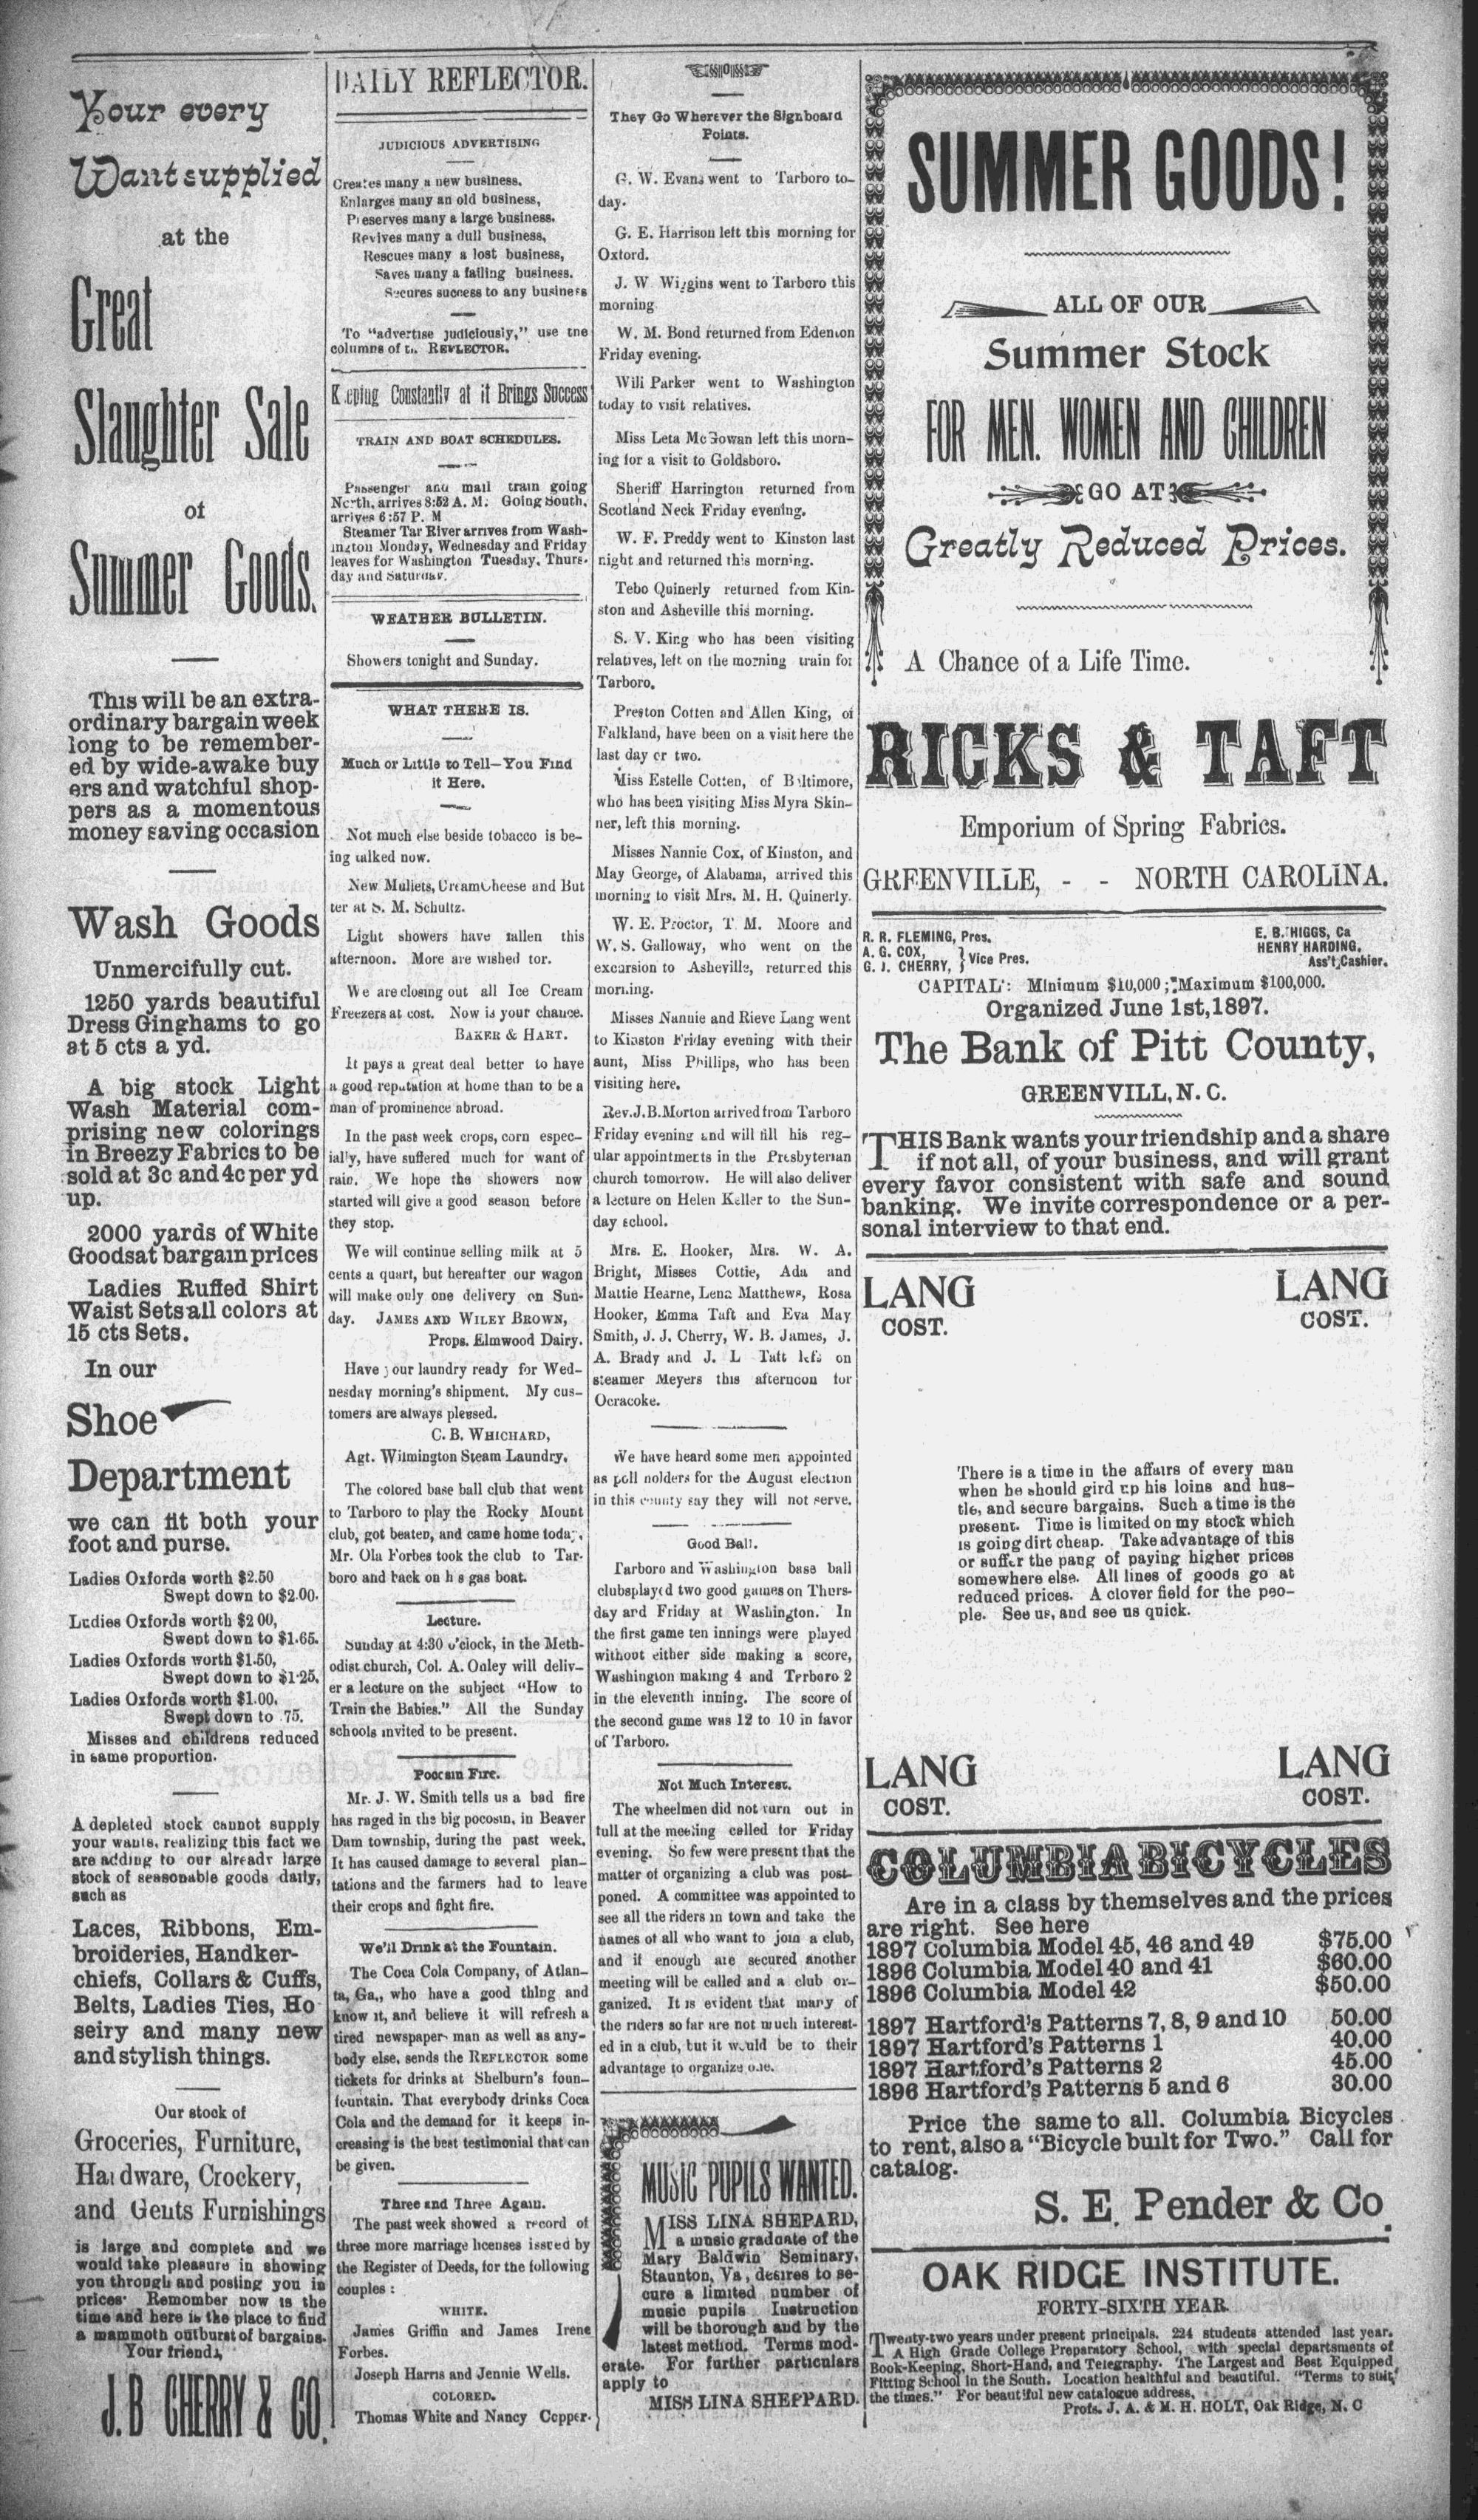 Your every
Want supplied
at the
Great
Slaughter Sale
of
Summer Goods.
This will be an extra-
ordinary bargain week
long to be remember-
ed by wide-awake buy
ers and watchful shop-
pers as a momentous
money saving occasion
Wash Goods
Unmercifully cut.
1250 yards beautiful
Dress Ginghams to go
at 5 cts a yd.
A big stock Light
Wash Material com-
prising new colorings
in Breezy Fabrics to be
sold at 3c and 4c per yd
up.
2000 yards of White
Goodsat bargain prices
Ladies Ruffed Shirt
Waist Sets all colors at
15 cts Sets.
In our
Shoe
Department
we can fit both your
foot and purse.
Ladies Oxfords worth $2.50
Swept down to $2.00.
Ladies Oxfords worth $2 00,
Swept down to $1.65.
Ladies Oxfords worth $1.50,
Swept down to $1.25,
Ladies Oxfords worth $1.00.
Swept down to .75.
Misses and childrens reduced
in same proportion.
A depleted stock cannot supply
your wants, realizing this fact we
are adding to our already large
stock of seasonable goods daily,
such as
Laces, Ribbons, Em-
broideries, Handker-
chiefs, Collars & Cuffs,
Belts, Ladies Ties, Ho
seiry and many new
and stylish things.
Our stock of
Groceries, Furniture,
Hardware, Crockery,
and Gents Furnishings
is large and complete and we
would take pleasure in showing
you through and posting you in
prices. Remember now is the
time and here is the place to find
a mammoth outburst of bargains.
Your friends,
J. B CHERRY & CO.
DAILY REFLECTOR.
JUDICIOUS ADVERTISING
Creates many a new business,
Enlarges many an old business,
Preserves many a large business.
Revives many a dull business,
Rescues many a lost business,
Saves many a failing business.
Secures success to any business
To "advertise judiciously," use the
columns of REFLECTOR.
Keeping Constantly at it Brings Success
TRAIN AND BOAT SCHEDULES.
Passenger and mail train going
North, arrives 8:52 A. M. Going South,
arrives 6:57 P. M
Steamer Tar River arrives from Wash-
ington Monday, Wednesday and Friday
leaves for Washington Tuesday, Thurs-
day and Saturday.
WEATHER BULLETIN.
Showers tonight and Sunday.
WHAT THERE IS.
Much or Little to Tell—You Find
it Here.
Not much else beside tobacco is be-
ing talked now.
New Mullets, Cream Cheese and But
ter at S. M. Schultz.
Light showers have fallen this
afternoon. More are wished tor.
We are closing out all Ice Cream
Freezers at cost. Now is your chance.
BAKER & HART.
It pays a great deal better to have
a good reputation at home than to be a
man of prominence abroad.
In the past week crops, corn espec-
ially, have suffered much for want of
rain. We hope the showers now
started will give a good season before
they stop.
We will continue selling milk at 5
cents a quart, but hereafter our wagon
will make only one delivery on Sun-
day. JAMES AND WILEY BROWN,
Props. Elmwood Dairy.
Have your laundry ready for Wed-
nesday morning's shipment. My cus-
tomers are always pleased.
C. B. WHICHARD,
Agt. Wilmington Steam Laundry.
The colored base ball club that went
to Tarboro to play the Rocky Mount
club, got beaten, and came home today,
Mr. Ola Forbes took the club to Tar-
boro and back on h s gas boat.
Lecture.
Sunday at 4:30 o'clock, in the Meth-
odist church, Col. A. Onley will deliv-
er a lecture on the subject "How to
Train the Babies." All the Sunday
schools invited to be present.
Pocosin Fire.
Mr. J. W. Smith tells us a bad fire
has raged in the big pocosin, in Beaver
Dam township, during the past week.
It has caused damage to several plan-
tations and the farmers had to leave
their crops and fight fire.
We'll Drink at the Fountain.
The Coca Cola Company, of Atlan-
ta, Ga., who have a good thing and
know it, and believe it will refresh a
tired newspaper man as well as any-
body else, sends the REFLECTOR some
tickets for drinks at Shelburn's foun-
fountain. That everybody drinks Coca
Cola and the demand for it keeps in-
creasing is the best testimonial that can
be given.
Three and Three Again.
The past week showed a record of
three more marriage licenses issued by
the Register of Deeds, for the following
couples :
WHITE.
James Griffin and James Irene
Forbes.
Joseph Harris and Jennie Wells.
COLORED.
Thomas White and Nancy Copper.
They Go Wherever the Signboard
Points.
G. W. Evans went to Tarboro to-
day.
G. E. Harrison left this morning for
Oxford.
J. W Wiggins went to Tarboro this
morning
W. M. Bond returned from Edenton
Friday evening.
Will Parker went to Washington
today to visit relatives.
Miss Leta McGowan left this morn-
ing for a visit to Goldsboro.
Sheriff Harrington returned from
Scotland Neck Friday evening.
W. F. Preddy went to Kinston last
night and returned this morning.
Tebo Quinerly returned from Kin-
ston and Asheville this morning.
S. V. King who has been visiting
relatives, left on the morning train for
Tarboro.
Preston Cotten and Allen King, of
Falkland, have been on a visit here the
last day or two.
Miss Estelle Cotten, of Biltimore,
who has been visiting Miss Myra Skin-
ner, left this morning.
Misses Nannie Cox, of Kinston, and
May George, of Alabama, arrived this
morning to visit Mrs. M. H. Quinerly.
W. E. Proctor, T. M. Moore and
W. S. Galloway, who went on the
excursion to Asheville, returned this
morning.
Misses Nannie and Rieve Lang went
to Kinston Friday evening with their
aunt, Miss Phillips, who has been
visiting here.
Rev.J.B.Morton arrived from Tarboro
Friday evening and will fill his reg-
ular appointments in the Presbyterian
church tomorrow. He will also deliver
a lecture on Helen Keller to the Sun-
day school.
Mrs. E. Hooker, Mrs. W. A.
Bright, Misses Cottie, Ada and
Mattie Hearne, Lena Matthews, Rosa
Hooker, Emma Taft and Eva May
Smith, J. J. Cherry, W. B. James, J.
A. Brady and J. L Taft left on
steamer Meyers this afternoon for
Ocracoke.
We have heard some men appointed
as poll holders for the August election
in this county say they will not serve.
Good Ball.
Tarboro and Washington base ball
clubs played two good games on Thurs-
day and Friday at Washington. In
the first game ten innings were played
without either side making a score,
Washington making 4 and Trrboro 2
in the eleventh inning. The score of
the second game was 12 to 10 in favor
of Tarboro.
Not Much Interest.
The wheelmen did not turn out in
full at the meeting called for Friday
evening. So few were present that the
matter of organizing a club was post-
poned. A committee was appointed to
see all the riders in town and take the
names of all who want to join a club,
and if enough are secured another
meeting will be called and a club or-
ganized. It is evident that many of
the riders so far are not much interest-
ed in a club, but it would be to their
advantage to organize one.
MUSIC PUPILS WANTED.
MISS LINA SHEPARD,
a music graduate of the
Mary Baldwin Seminary,
Staunton, Va, desires to se-
cure a limited number of
music pupils Instruction
will be thorough and by the
latest method. Terms mod-
erate. For further particulars
apply to
MISS LINA SHEPPARD.
SUMMER GOODS!
ALL OF OUR
Summer Stock
FOR MEN. WOMEN AND CHILDREN
GO AT
Greatly Reduced Prices.
A Chance of a Life Time.
RICKS & TAFT
Emporium of Spring Fabrics.
GREENVILLE, - - NORTH CAROLINA.
R. R. FLEMING, Pres.
A. G. COX,
G. J. CHERRY, } Vice Pres.
E. B. HIGGS, Ca
HENRY HARDING,
Ass't, Cashier.
CAPITAL: Minimum $10,000; Maximum $100,000.
Organized June 1st,1897.
The Bank of Pitt County,
GREENVILL, N. C.
THIS Bank wants your friendship and a share
if not all, of your business, and will grant
every favor consistent with safe and sound
banking. We invite correspondence or a per-
sonal interview to that end.
LANG LANG
COST. COST.
There is a time in the affairs of every man
when he should gird up his loins and hus-
tle, and secure bargains. Such a time is the
present. Time is limited on my stock which
is going dirt cheap. Take advantage of this
or suffer the pang of paying higher prices
somewhere else. All lines of goods go at
reduced prices. A clover field for the peo-
ple. See us, and see us quick.
LANG LANG
COST. COST.
COLUMBIA BICYCLES
Are in a class by themselves and the prices
are right. See here
1897 Columbia Model 45, 46 and 49 $75.00
1896 Columbia Model 40 and 41 $60.00
1896 Columbia Model 42 $50.00
1897 Hartford's Patterns 7, 8, 9 and 10 50.00
1897 Hartford's Patterns 1 40.00
1897 Hartford's Patterns 2 45.00
1896 Hartford's Patterns 5 and 6 30.00
Price the same to all. Columbia Bicycles
to rent, also a "Bicycle built for Two." Call for
catalog.
S. E. Pender & Co.
OAK RIDGE INSTITUTE.
FORTY-SIXTH YEAR
Twenty-two years under present principals. 224 students attended last year.
A High Grade College Preparatory School, with special departments of
Book-Keeping, Short-Hand, and Telegraphy. The Largest and Best Equipped
Fitting School in the South. Location healthful and beautiful. "Terms to suit
the times." For beautiful new catalogue address,
Profs. J. A. & M. H. HOLT, Oak Ridge, N. C